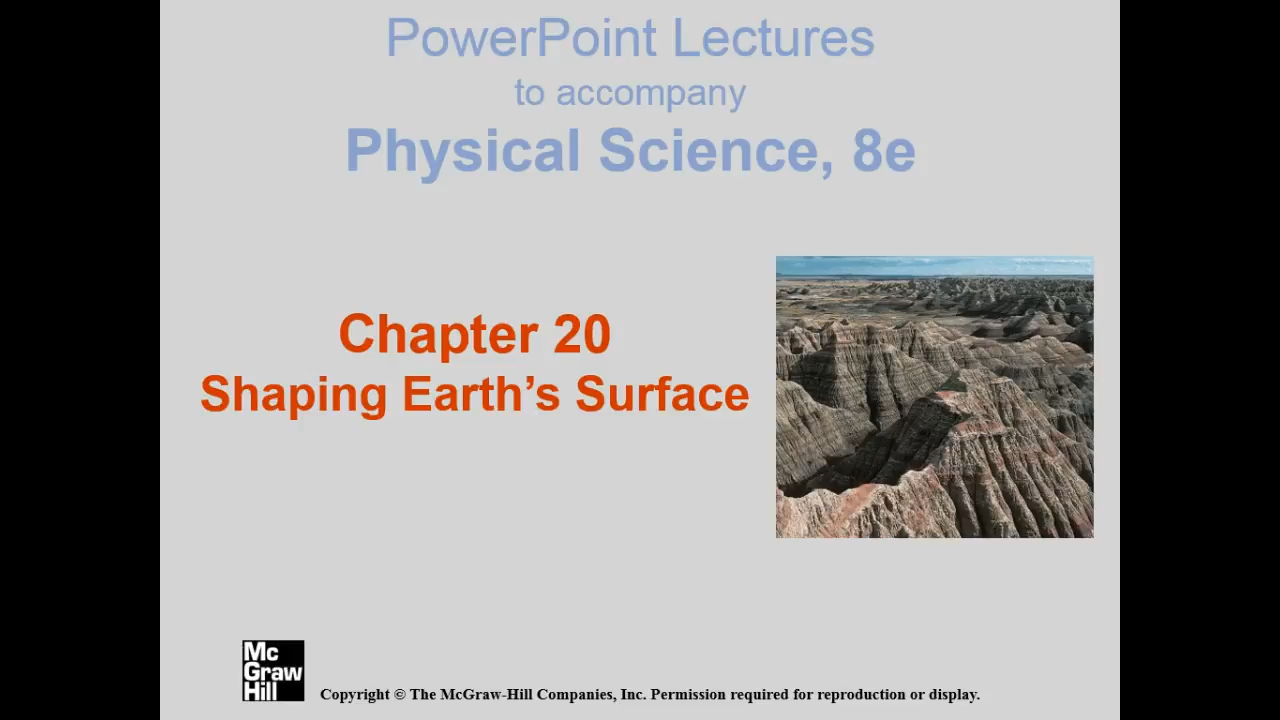 PowerPoint Lectures
to accompany
Physical Science, 8e
Chapter 20
Shaping Earth’s Surface
Mc
Graw
Hill
Copyright © The McGraw-Hill Companies, Inc. Permission required for reproduction or display.